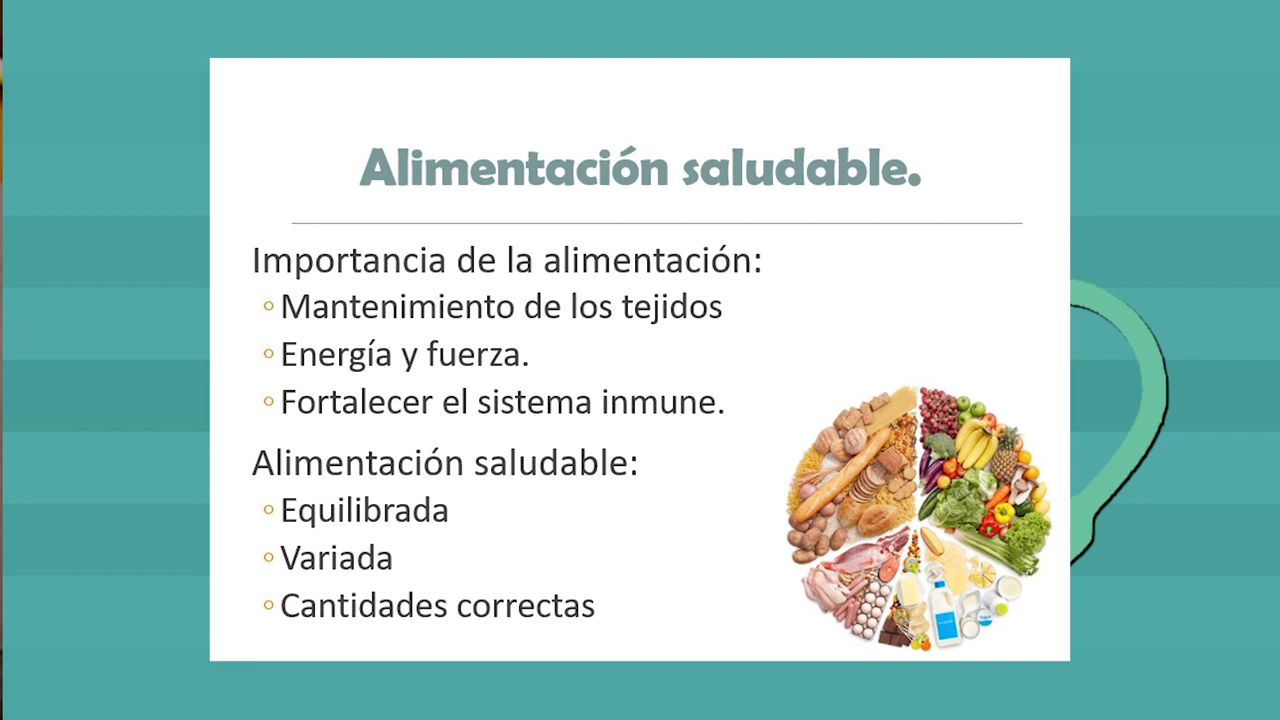 Alimentación saludable.
Importancia de la alimentación:
◦ Mantenimiento de los tejidos
◦ Energía y fuerza.
◦ Fortalecer el sistema inmune.
Alimentación saludable:
◦ Equilibrada
◦ Variada
◦ Cantidades correctas